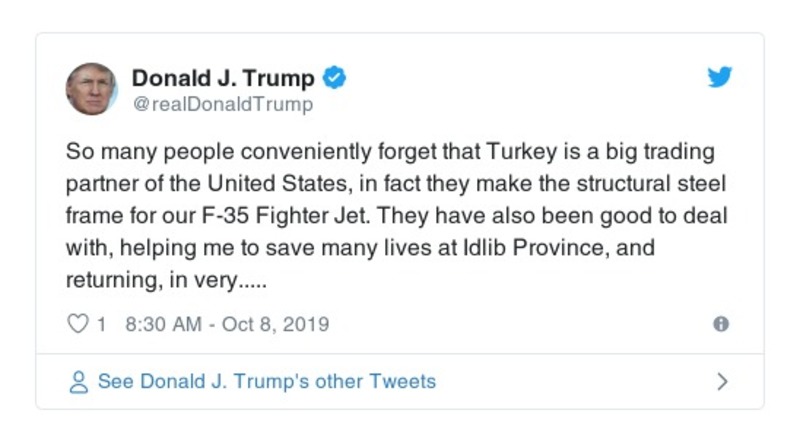 Donald J. Trump
@realDonaldTrump
So many people conveniently forget that Turkey is a big trading
partner of the United States, in fact they make the structural steel
frame for our F-35 Fighter Jet. They have also been good to deal
with, helping me to save many lives at Idlib Province, and
returning, in very.....
1 8:30 AM - Oct 8, 2019
See Donald J. Trump's other Tweets